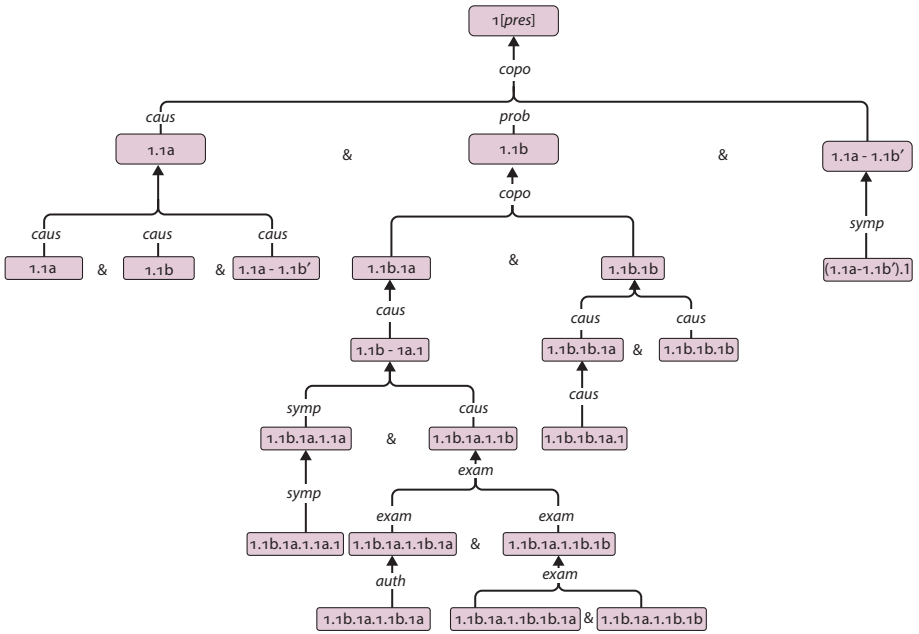 1[pres]
copo
caus prob
1.1a & 1.1b & 1.1a - 1.1b′
copo
symp
caus caus caus
1.1a & 1.1b & 1.1a - 1.1b′ 1.1b.1a & 1.1b.1b (1.1a-1.1b′).1
caus caus caus
1.1b - 1a.1 1.1b.1b.1a & 1.1b.1b.1b
caus
symp caus
1.1b.1a.1.1a & 1.1b.1a.1.1b 1.1b.1b.1a.1
exam
symp
exam exam
1.1b.1a.1.1a.1 1.1b.1a.1.1b.1a & 1.1b.1a.1.1b.1b
auth exam
1.1b.1a.1.1b.1a 1.1b.1a.1.1b.1b.1a & 1.1b.1a.1.1b.1b